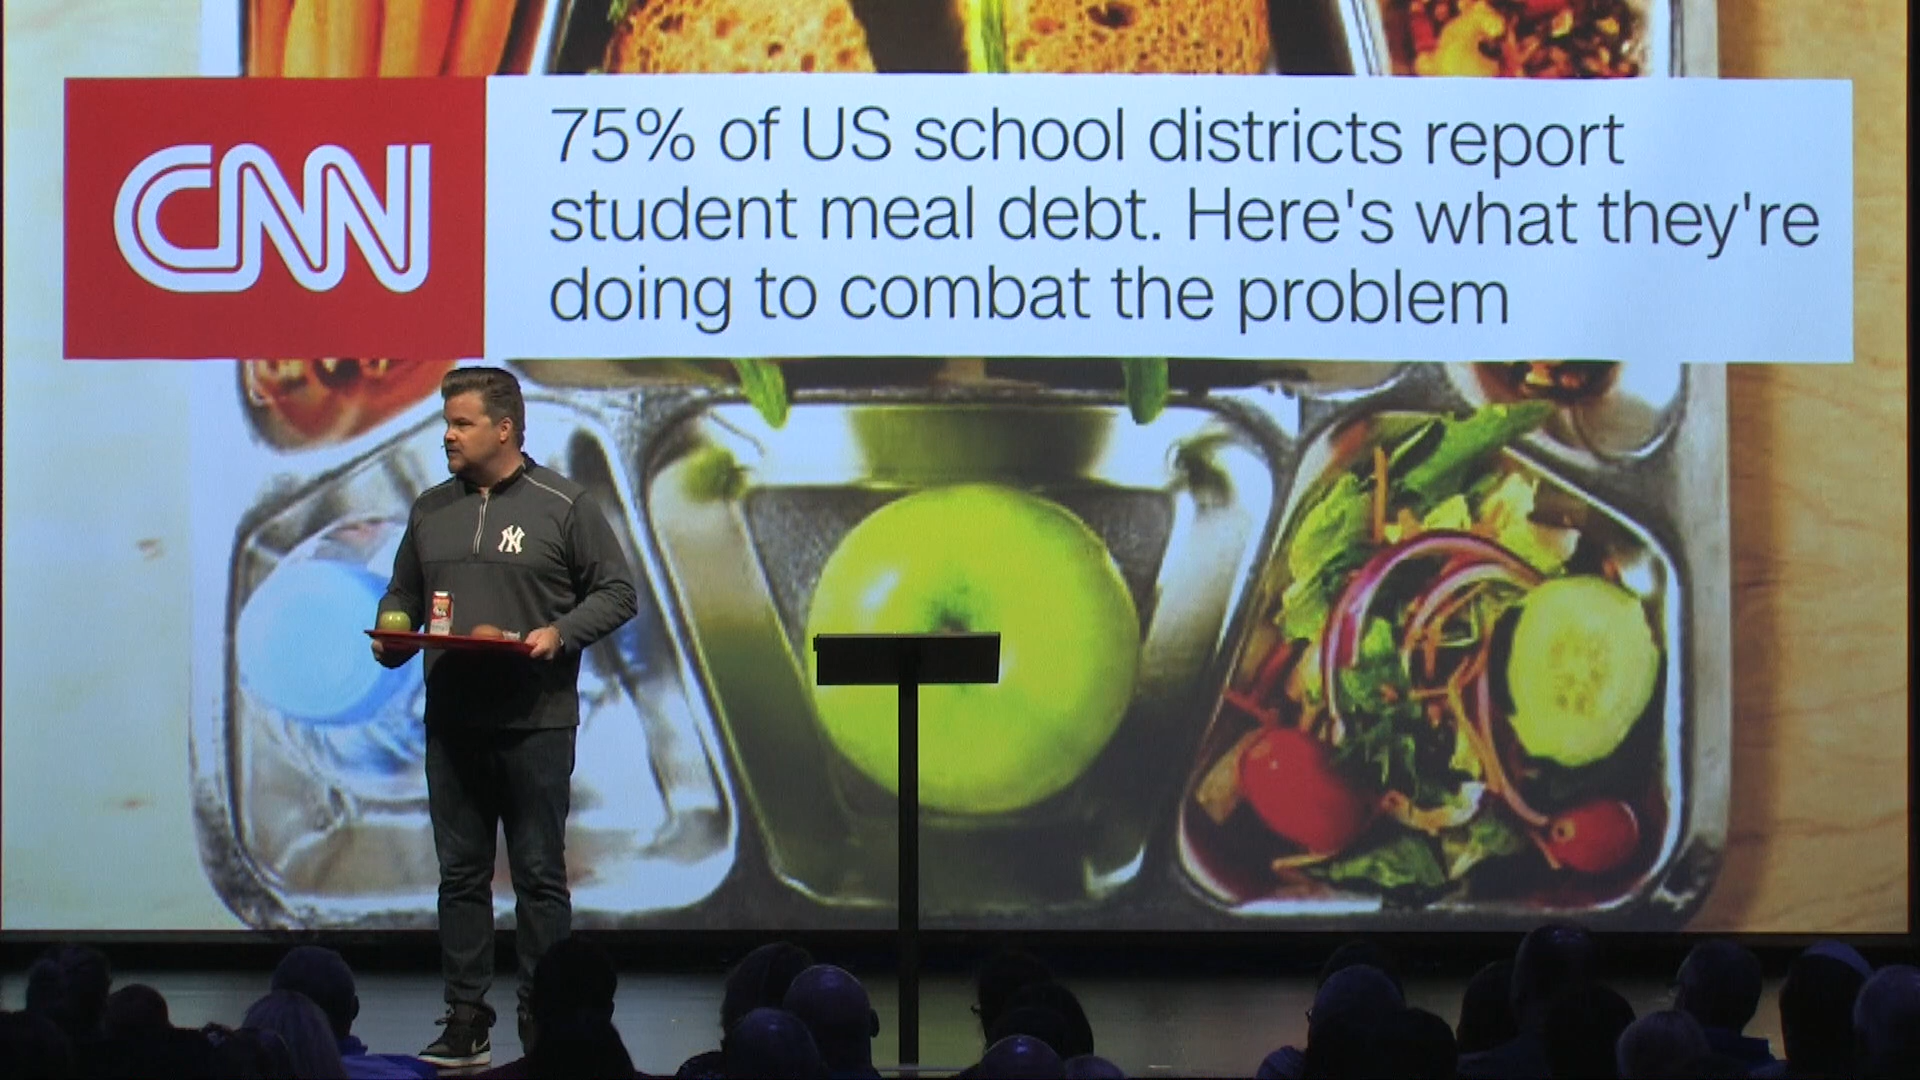 CNN
75% of US school districts report
student meal debt. Here's what they're
doing to combat the problem
NY